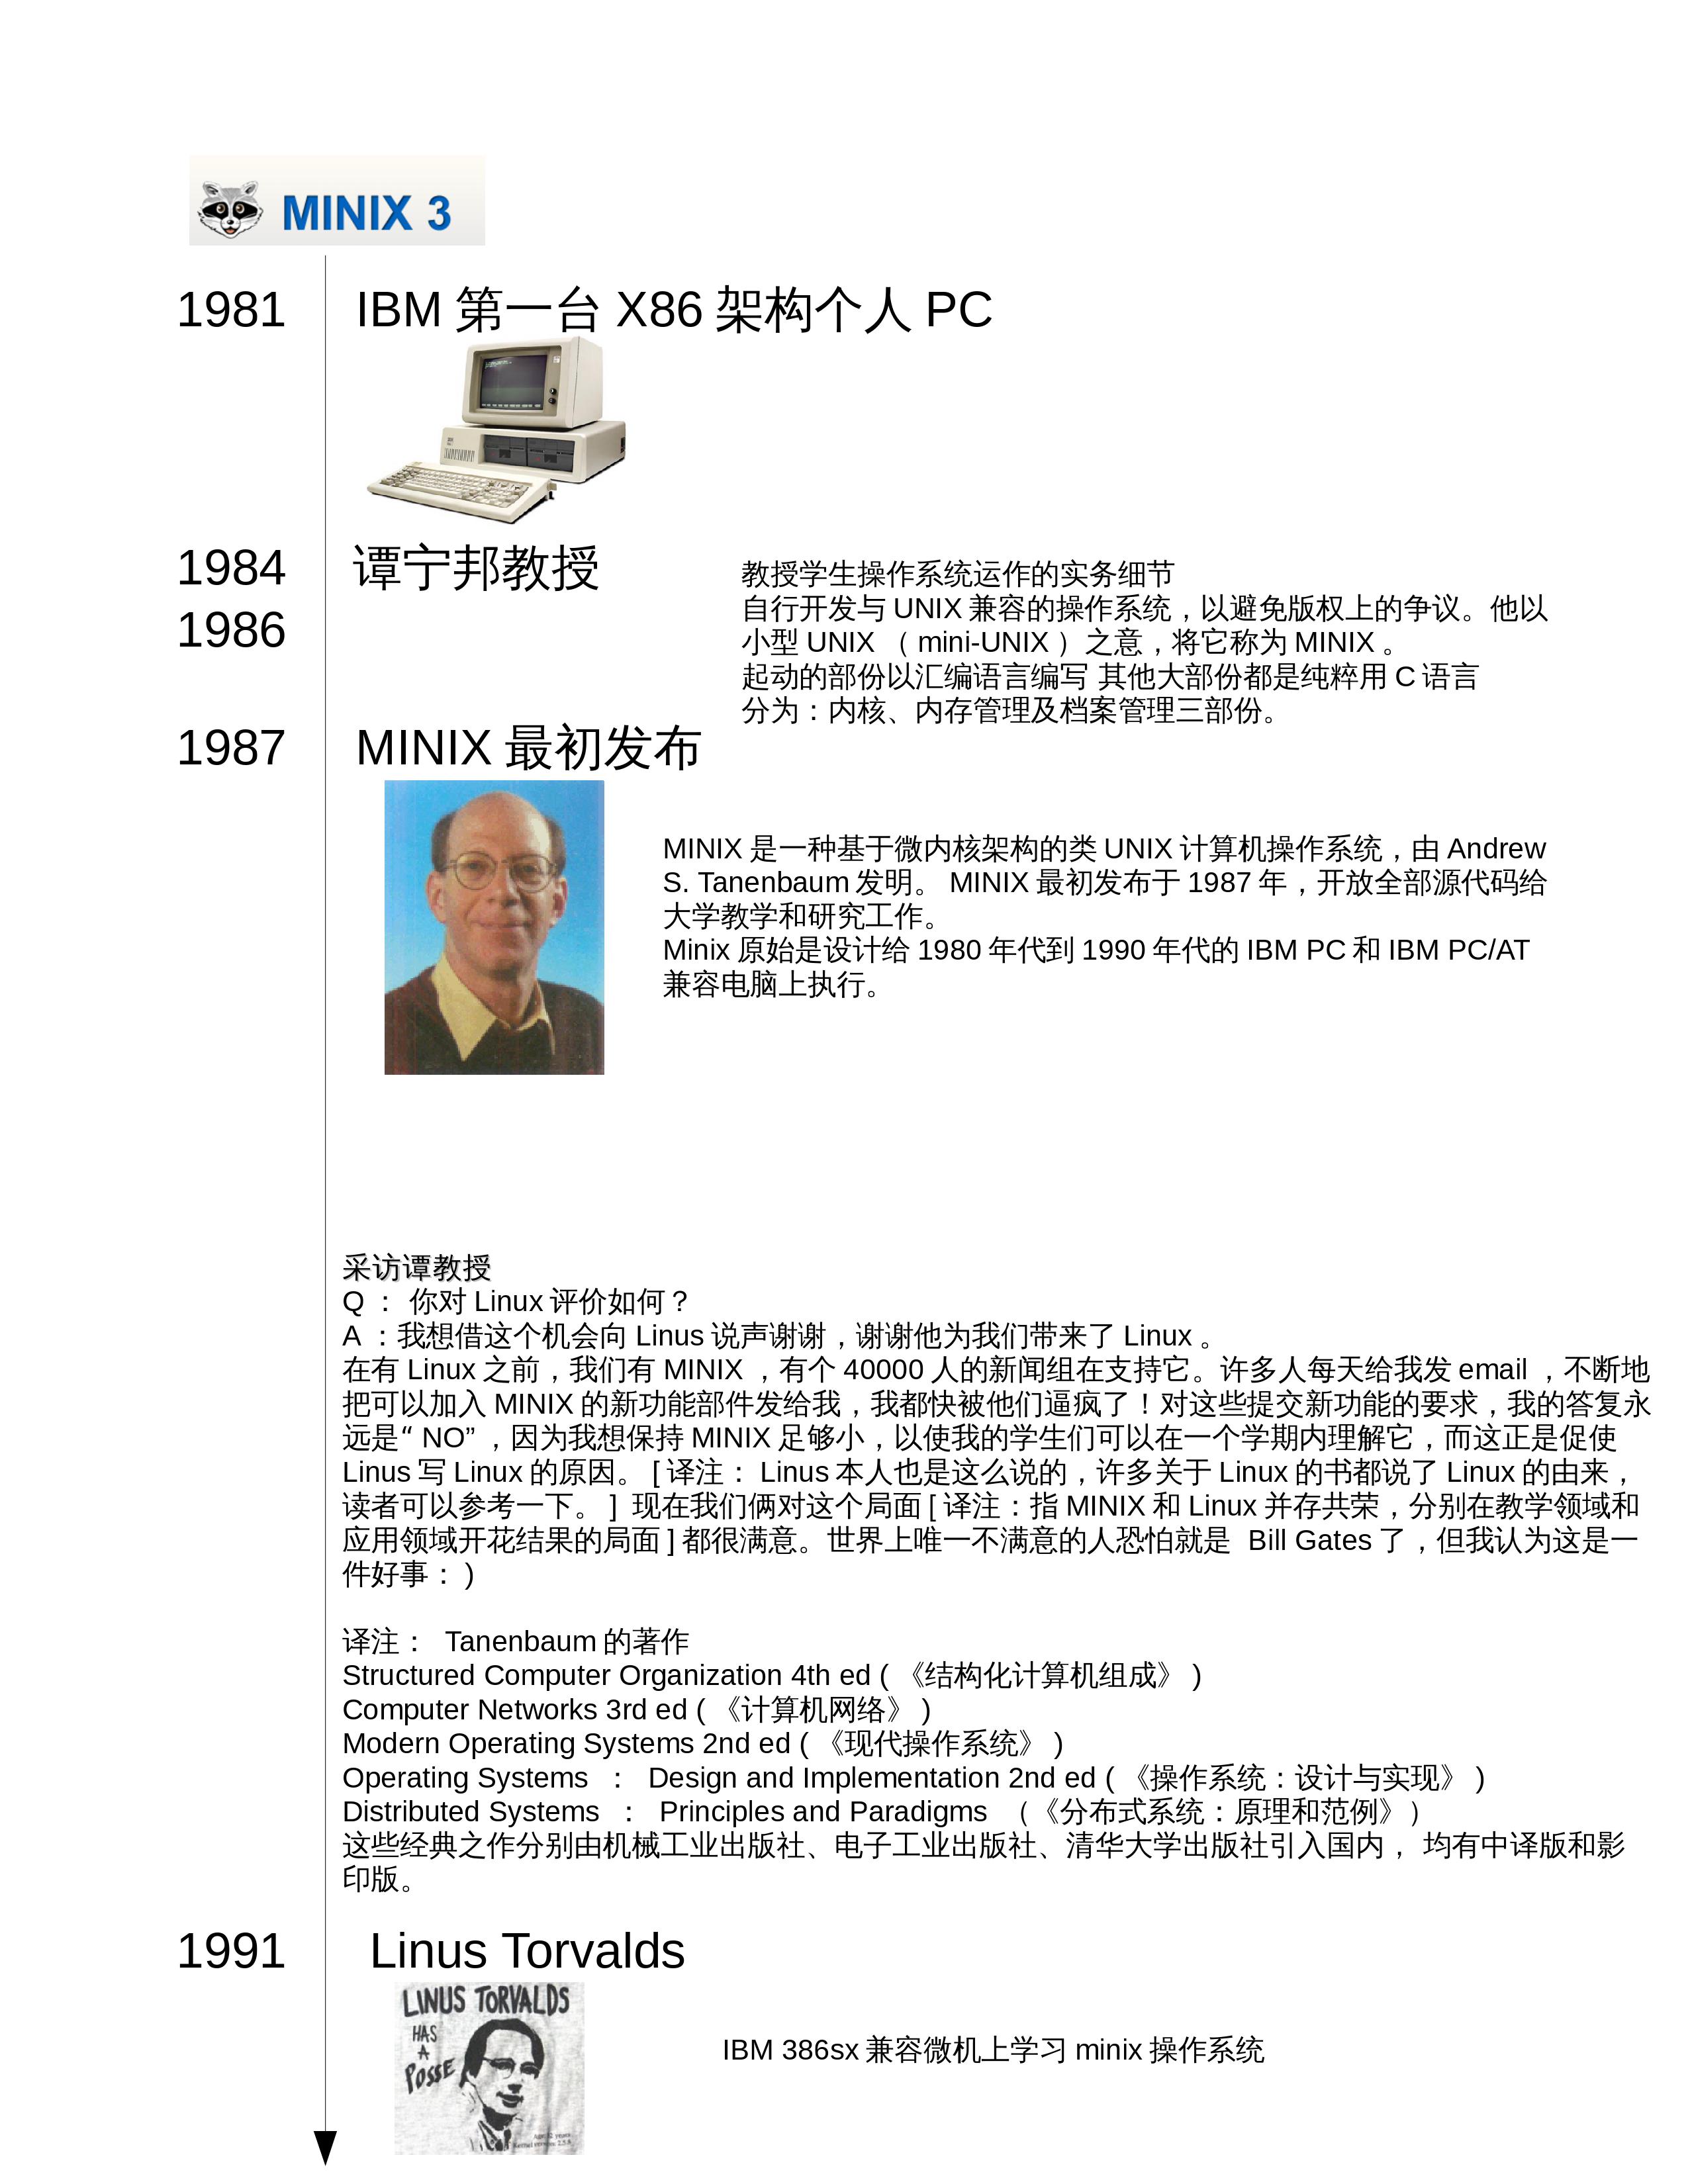 MINIX 3
1981
IBM 第一台 X86 架构个人 PC
1984
谭宁邦教授
1986
教授学生操作系统运作的实务细节
自行开发与 UNIX 兼容的操作系统，以避免版权上的争议。他以
小型 UNIX （ mini-UNIX ）之意，将它称为 MINIX 。
起动的部份以汇编语言编写 其他大部份都是纯粹用 C 语言
分为：内核、内存管理及档案管理三部份。
1987
MINIX 最初发布
MINIX 是一种基于微内核架构的类 UNIX 计算机操作系统，由 Andrew
S. Tanenbaum 发明。 MINIX 最初发布于 1987 年，开放全部源代码给
大学教学和研究工作。
Minix 原始是设计给 1980 年代到 1990 年代的 IBM PC 和 IBM PC/AT
兼容电脑上执行。
采访谭教授
Q ： 你对 Linux 评价如何？
A ：我想借这个机会向 Linus 说声谢谢，谢谢他为我们带来了 Linux 。
在有 Linux 之前，我们有 MINIX ，有个 40000 人的新闻组在支持它。许多人每天给我发 email ，不断地
把可以加入 MINIX 的新功能部件发给我，我都快被他们逼疯了！对这些提交新功能的要求，我的答复永
远是“ NO” ，因为我想保持 MINIX 足够小，以使我的学生们可以在一个学期内理解它，而这正是促使
Linus 写 Linux 的原因。 [ 译注： Linus 本人也是这么说的，许多关于 Linux 的书都说了 Linux 的由来，
读者可以参考一下。 ] 现在我们俩对这个局面 [ 译注：指 MINIX 和 Linux 并存共荣，分别在教学领域和
应用领域开花结果的局面 ] 都很满意。世界上唯一不满意的人恐怕就是 Bill Gates 了，但我认为这是一
件好事： )
译注： Tanenbaum 的著作
Structured Computer Organization 4th ed ( 《结构化计算机组成》 )
Computer Networks 3rd ed ( 《计算机网络》 )
Modern Operating Systems 2nd ed ( 《现代操作系统》 )
Operating Systems ： Design and Implementation 2nd ed ( 《操作系统：设计与实现》 )
Distributed Systems ： Principles and Paradigms （《分布式系统：原理和范例》）
这些经典之作分别由机械工业出版社、电子工业出版社、清华大学出版社引入国内， 均有中译版和影
印版。
1991
Linus Torvalds
LINUS TORVALDS
HAS
A
POSSE
IBM 386sx 兼容微机上学习 minix 操作系统